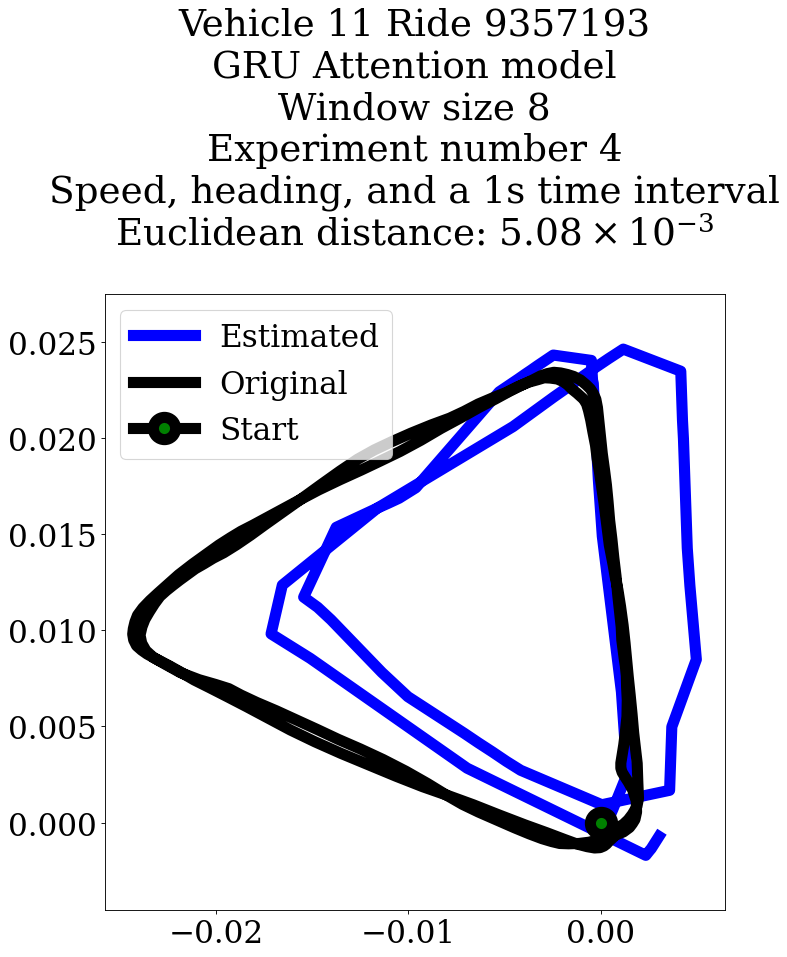 Vehicle 11 Ride 9357193
GRU Attention model
Window size 8
Experiment number 4
Speed, heading, and a 1s time interval
Euclidean distance: 5.08 × 10⁻³
Estimated
Original
Start
0.025
0.020
0.015
0.010
0.005
0.000
−0.02
−0.01
0.00